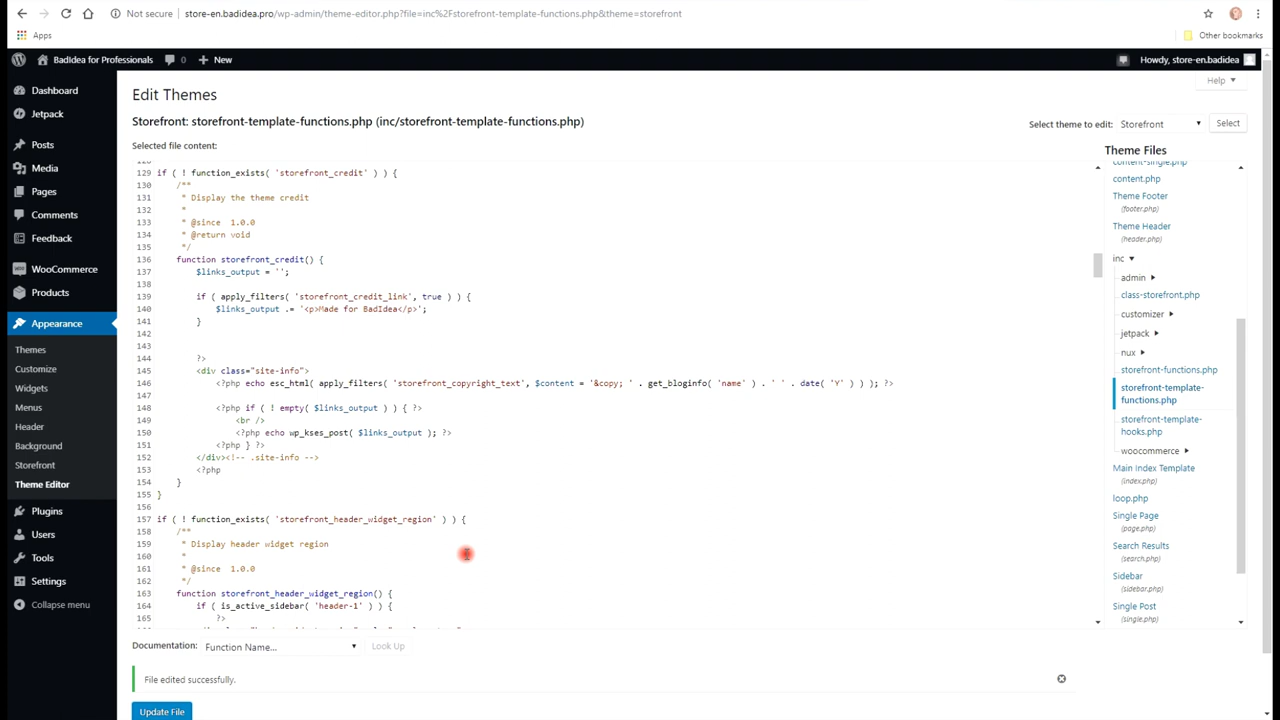 Not secure
store-en.badidea.pro/wp-admin/theme-editor.php?file=inc%2Fstorefront-template-functions.php&theme=storefront
Apps
Other bookmarks
BadIdea for Professionals
0
New
Howdy, store-en.badidea
Dashboard
Jetpack
Posts
Media
Pages
Comments
Feedback
WooCommerce
Products
Appearance
Themes
Customize
Widgets
Menus
Header
Background
Storefront
Theme Editor
Plugins
Users
Tools
Settings
Collapse menu
Help
Edit Themes
Storefront: storefront-template-functions.php (inc/storefront-template-functions.php)
Select theme to edit:
Storefront
Select
Selected file content:
129 if ( ! function_exists( 'storefront_credit' ) ) {
130 /**
131 * Display the theme credit
132 *
133 * @since  1.0.0
134 * @return void
135 */
136 function storefront_credit() {
137 $links_output = '';
138
139 if ( apply_filters( 'storefront_credit_link', true ) ) {
140 $links_output .= '<p>Made for BadIdea</p>';
141 }
142
143
144 ?>
145 <div class="site-info">
146 <?php echo esc_html( apply_filters( 'storefront_copyright_text', $content = '&copy; ' . get_bloginfo( 'name' ) . ' ' . date( 'Y' ) ) ); ?>
147
148 <?php if ( ! empty( $links_output ) ) { ?>
149 <br />
150 <?php echo wp_kses_post( $links_output ); ?>
151 <?php } ?>
152 </div><!-- .site-info -->
153 <?php
154 }
155 }
156
157 if ( ! function_exists( 'storefront_header_widget_region' ) ) {
158 /**
159 * Display header widget region
160 *
161 * @since  1.0.0
162 */
163 function storefront_header_widget_region() {
164 if ( is_active_sidebar( 'header-1' ) ) {
165 ?>
Theme Files
content-single.php
content.php
Theme Footer
(footer.php)
Theme Header
(header.php)
inc
admin
class-storefront.php
customizer
jetpack
nux
storefront-functions.php
storefront-template-
functions.php
storefront-template-
hooks.php
woocommerce
Main Index Template
(index.php)
loop.php
Single Page
(page.php)
Search Results
(search.php)
Sidebar
(sidebar.php)
Single Post
(single.php)
Documentation:
Function Name...
Look Up
File edited successfully.
Update File